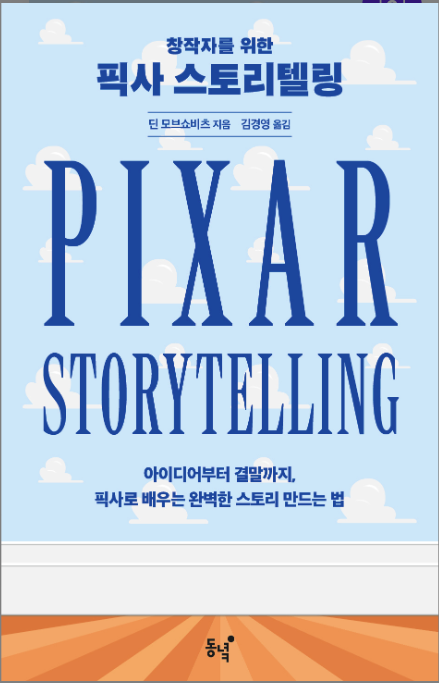 창작자를 위한
픽사 스토리텔링
딘 모브쇼비츠 지음 김경영 옮김
PIXAR
STORYTELLING
아이디어부터 결말까지,
픽사로 배우는 완벽한 스토리 만드는 법
동녘